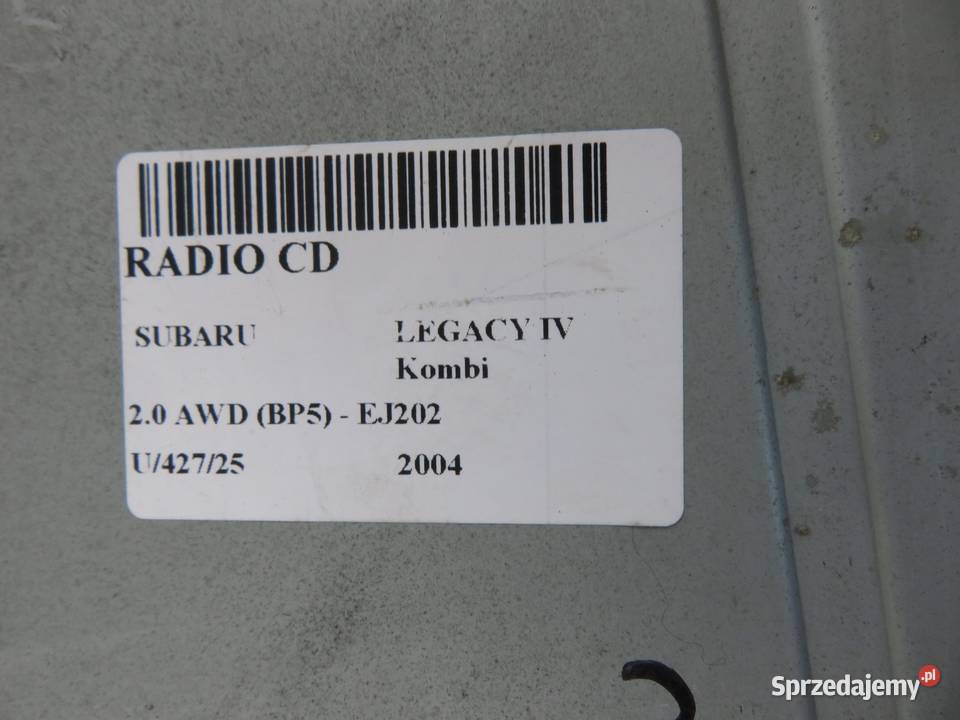 RADIO CD
SUBARU LEGACY IV
Kombi
2.0 AWD (BP5) - EJ202
U/427/25 2004
Sprzedajemy.pl